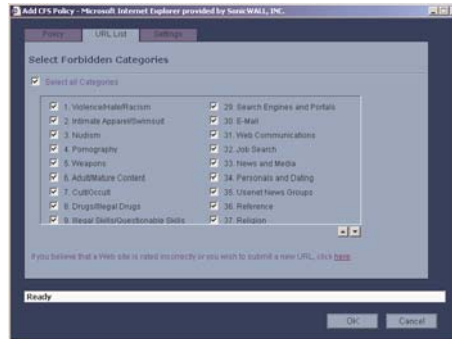 Add CFS Policy - Microsoft Internet Explorer provided by SonicWALL, INC.
Policy URL List Settings
Select Forbidden Categories
Select all Categories
1. Violence/Hate/Racism
2. Intimate Apparel/Swimsuit
3. Nudism
4. Pornography
5. Weapons
6. Adult/Mature Content
7. Cult/Occult
8. Drugs/Illegal Drugs
9. Illegal Skills/Questionable Skills
29. Search Engines and Portals
30. E-Mail
31. Web Communications
32. Job Search
33. News and Media
34. Personals and Dating
35. Usenet News Groups
36. Reference
37. Religion
If you believe that a Web site is rated incorrectly or you wish to submit a new URL, click here.
Ready
OK Cancel